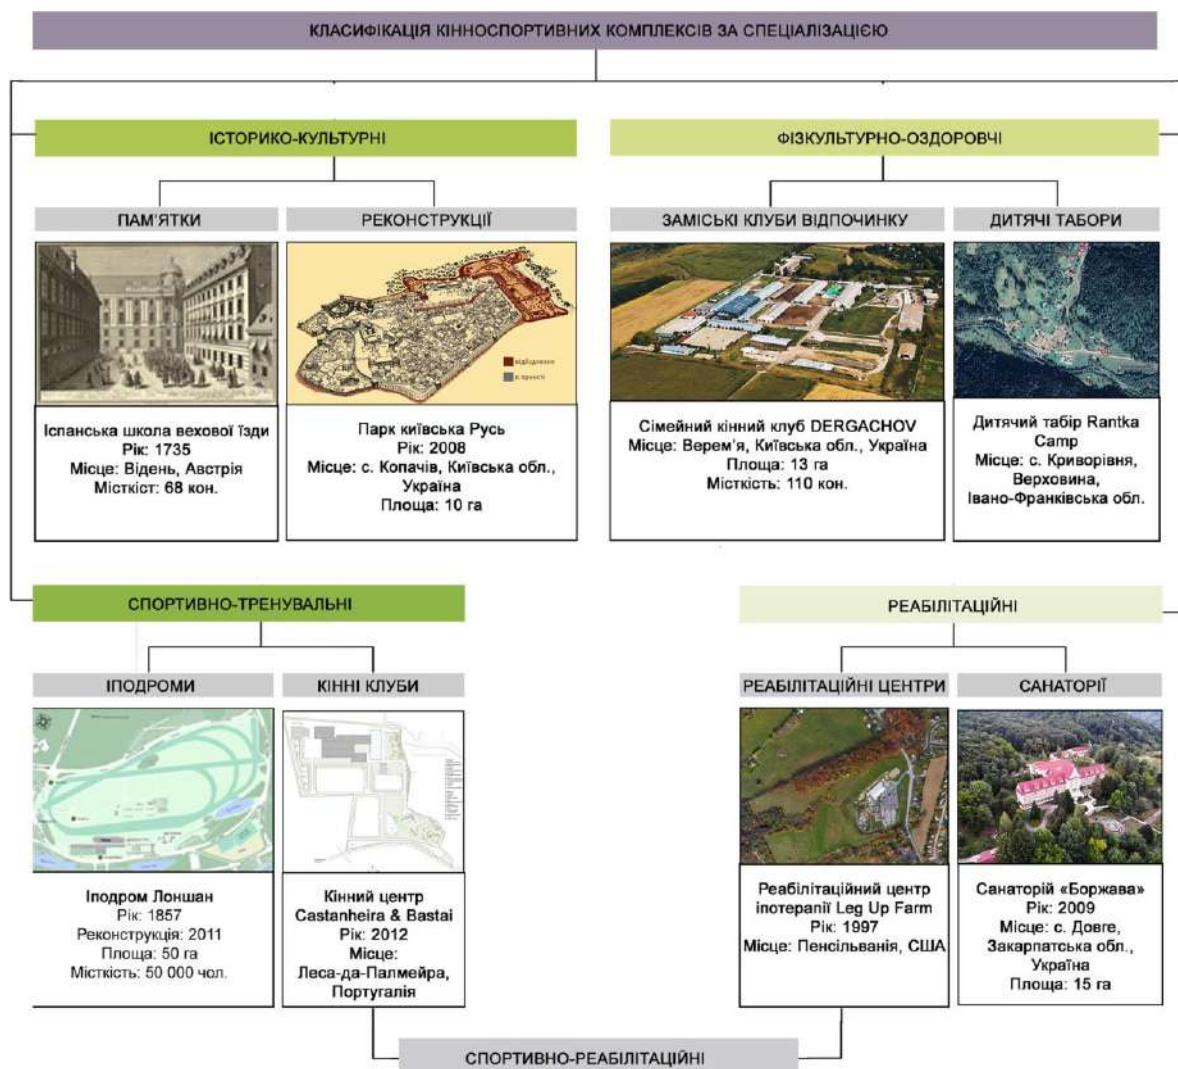 КЛАСИФІКАЦІЯ КІННОСПОРТИВНИХ КОМПЛЕКСІВ ЗА СПЕЦІАЛІЗАЦІЄЮ
ІСТОРИКО-КУЛЬТУРНІ
ПАМ'ЯТКИ
Іспанська школа вехової їзди
Рік: 1735
Місце: Відень, Австрія
Місткіст: 68 кон.
РЕКОНСТРУКЦІЇ
Парк київська Русь
Рік: 2008
Місце: с. Копачів, Київська обл.,
Україна
Площа: 10 га
ФІЗКУЛЬТУРНО-ОЗДОРОВЧІ
ЗАМІСЬКІ КЛУБИ ВІДПОЧИНКУ
Сімейний кінний клуб DERGACHOV
Місце: Верем'я, Київська обл., Україна
Площа: 13 га
Місткість: 110 кон.
ДИТЯЧІ ТАБОРИ
Дитячий табір Rantka
Camp
Місце: с. Криворівня,
Верховина,
Івано-Франківська обл.
СПОРТИВНО-ТРЕНУВАЛЬНІ
ІПОДРОМИ
Іподром Лоншан
Рік: 1857
Реконструкція: 2011
Площа: 50 га
Місткість: 50 000 чол.
КІННІ КЛУБИ
Кінний центр
Castanheira & Bastai
Рік: 2012
Місце:
Леса-да-Палмейра,
Португалія
РЕАБІЛІТАЦІЙНІ
РЕАБІЛІТАЦІЙНІ ЦЕНТРИ
Реабілітаційний центр
іпотерапії Leg Up Farm
Рік: 1997
Місце: Пенсільванія, США
САНАТОРІЇ
Санаторій «Боржава»
Рік: 2009
Місце: с. Довге,
Закарпатська обл.,
Україна
Площа: 15 га
СПОРТИВНО-РЕАБІЛІТАЦІЙНІ